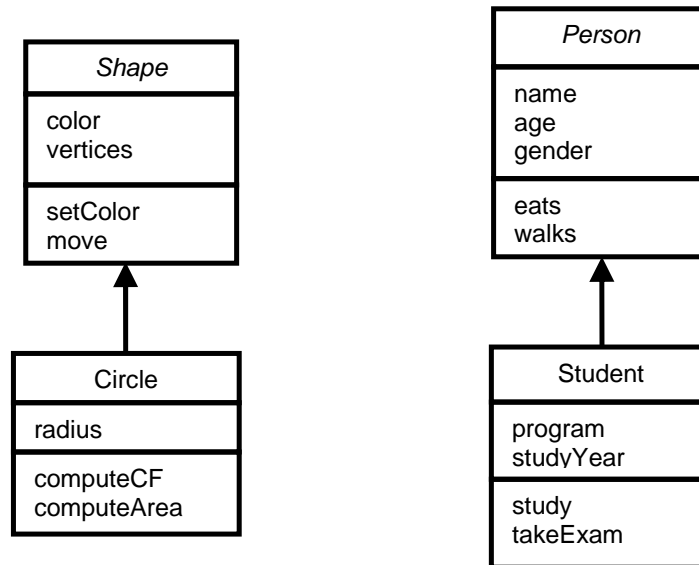 Shape
color
vertices
setColor
move
Circle
radius
computeCF
computeArea
Person
name
age
gender
eats
walks
Student
program
studyYear
study
takeExam